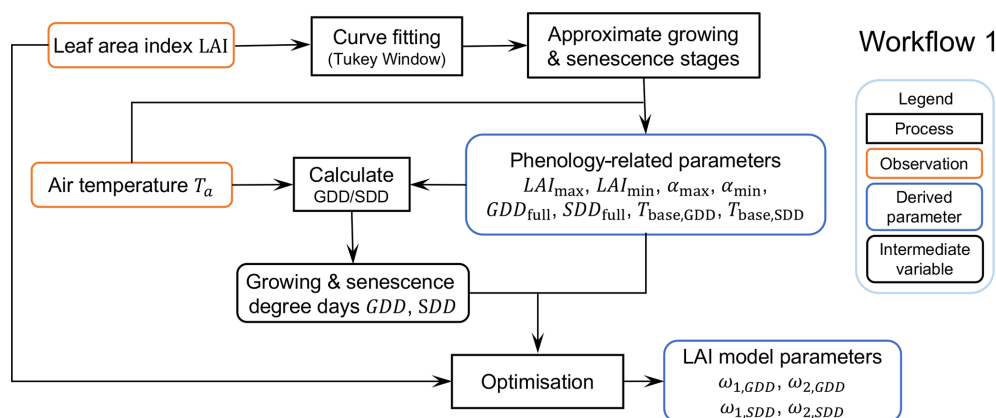 Leaf area index LAI
Curve fitting
(Tukey Window)
Approximate growing
& senescence stages
Workflow 1
Legend
Process
Observation
Derived
parameter
Intermediate
variable
Air temperature Tₐ
Calculate
GDD/SDD
Phenology-related parameters
LAI_max, LAI_min, α_max, α_min,
GDD_full, SDD_full, T_base,GDD, T_base,SDD
Growing & senescence
degree days GDD, SDD
Optimisation
LAI model parameters
ω_1,GDD, ω_2,GDD
ω_1,SDD, ω_2,SDD